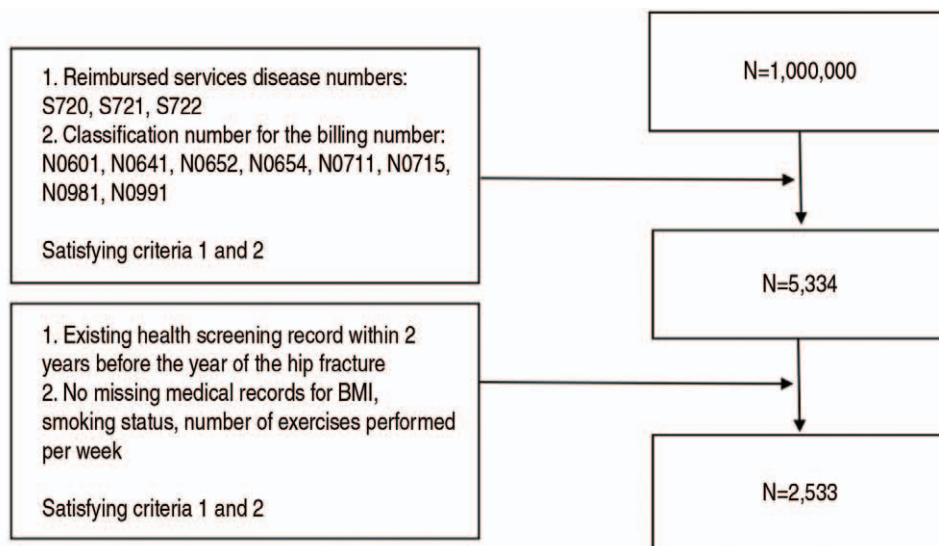 1. Reimbursed services disease numbers:
S720, S721, S722
2. Classification number for the billing number:
N0601, N0641, N0652, N0654, N0711, N0715,
N0981, N0991
Satisfying criteria 1 and 2
N=1,000,000
N=5,334
1. Existing health screening record within 2
years before the year of the hip fracture
2. No missing medical records for BMI,
smoking status, number of exercises performed
per week
Satisfying criteria 1 and 2
N=2,533